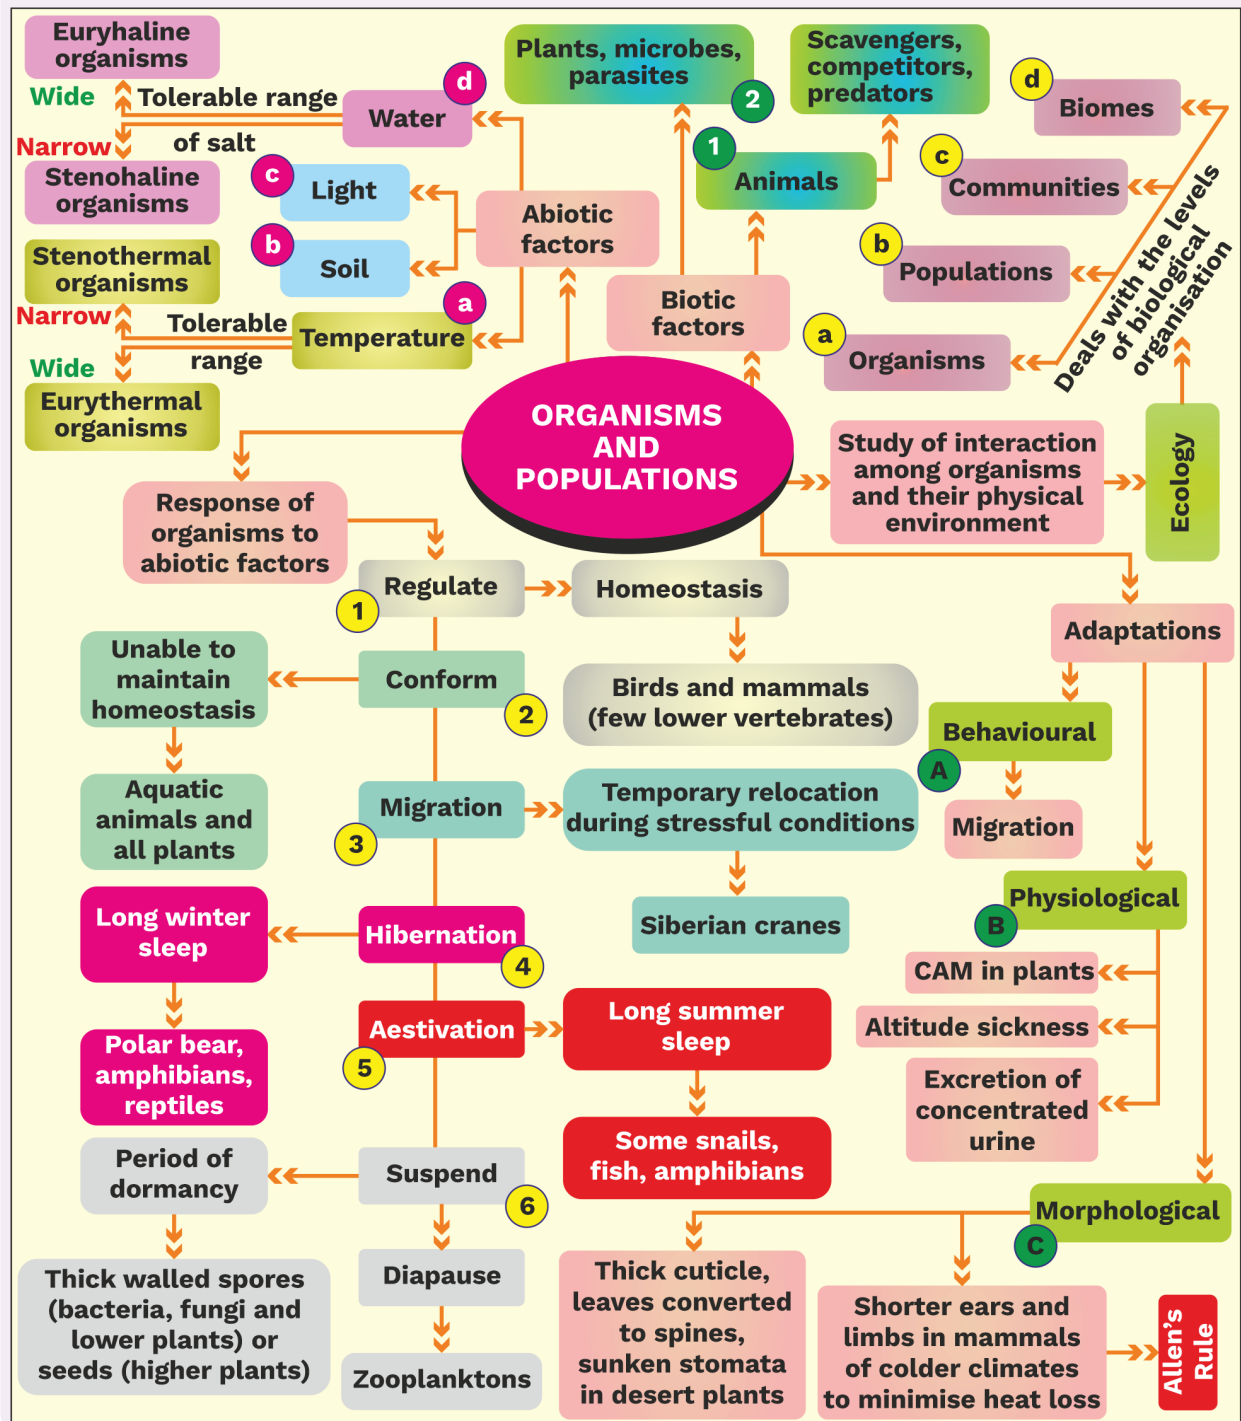 Euryhaline
organisms
Wide
Tolerable range
of salt
Narrow
Stenohaline
organisms
Water
d
c
Light
b
Soil
Abiotic
factors
Stenothermal
organisms
Narrow
Tolerable
range
Wide
Eurythermal
organisms
Temperature
a
Plants, microbes,
parasites
2
Scavengers,
competitors,
predators
1
Animals
Biotic
factors
d
Biomes
c
Communities
b
Populations
a
Organisms
Deals with the levels
of biological
organisation
ORGANISMS
AND
POPULATIONS
Study of interaction
among organisms
and their physical
environment
Ecology
Response of
organisms to
abiotic factors
Regulate
1
Homeostasis
Birds and mammals
(few lower vertebrates)
Unable to
maintain
homeostasis
Conform
2
Aquatic
animals and
all plants
Migration
3
Temporary relocation
during stressful conditions
Siberian cranes
Long winter
sleep
Hibernation
4
Polar bear,
amphibians,
reptiles
Aestivation
5
Long summer
sleep
Some snails,
fish, amphibians
Period of
dormancy
Suspend
6
Thick walled spores
(bacteria, fungi and
lower plants) or
seeds (higher plants)
Diapause
Zooplanktons
Adaptations
Behavioural
A
Migration
Physiological
B
CAM in plants
Altitude sickness
Excretion of
concentrated
urine
Morphological
C
Thick cuticle,
leaves converted
to spines,
sunken stomata
in desert plants
Shorter ears and
limbs in mammals
of colder climates
to minimise heat loss
Allen's
Rule